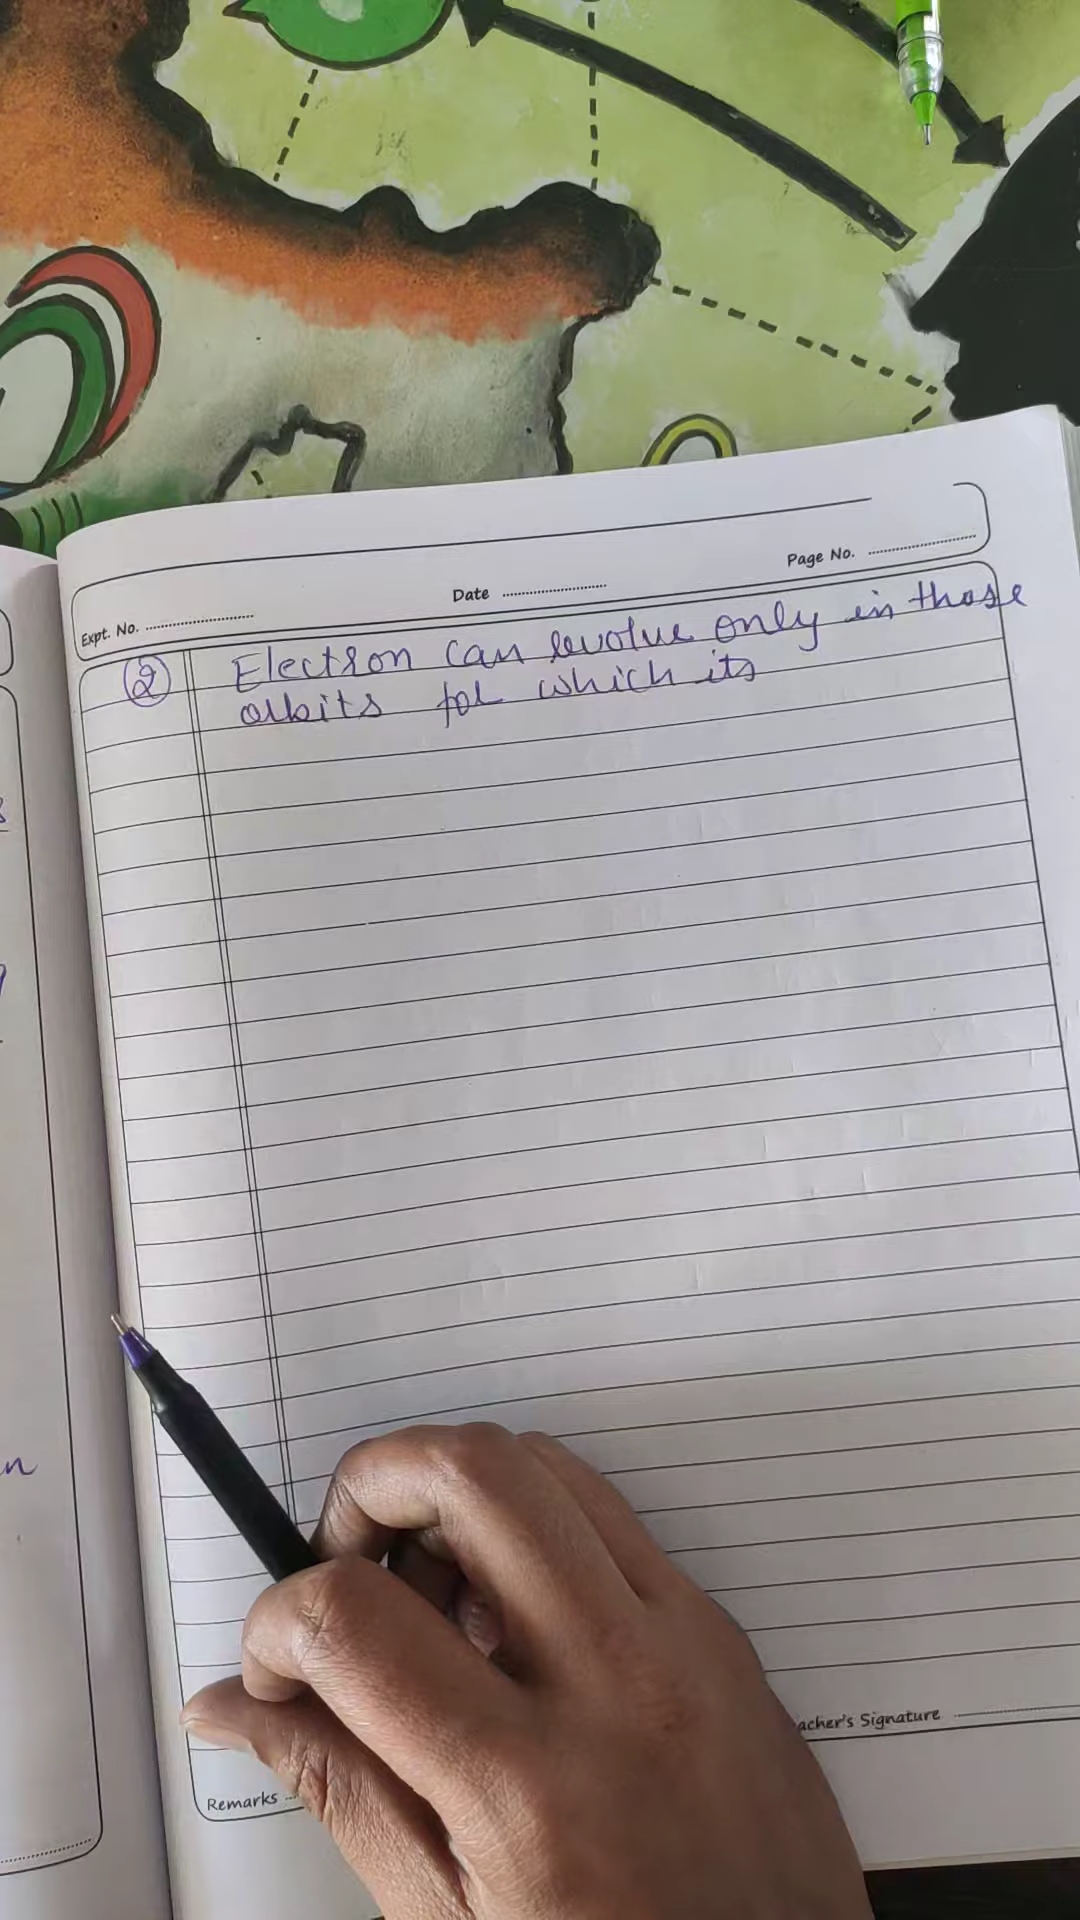 Expt. No.
Date
Page No.
② Electron can revolve only in those
orbits for which its
s
n
acher's Signature
Remarks